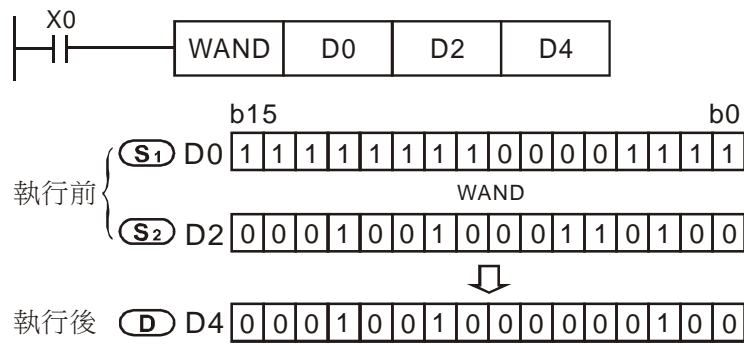 X0
WAND D0 D2 D4
b15 b0
S1 D0 1 1 1 1 1 1 1 1 0 0 0 0 1 1 1 1
執行前 WAND
S2 D2 0 0 0 1 0 0 1 0 0 0 1 1 0 1 0 0
執行後 D D4 0 0 0 1 0 0 1 0 0 0 0 0 0 1 0 0